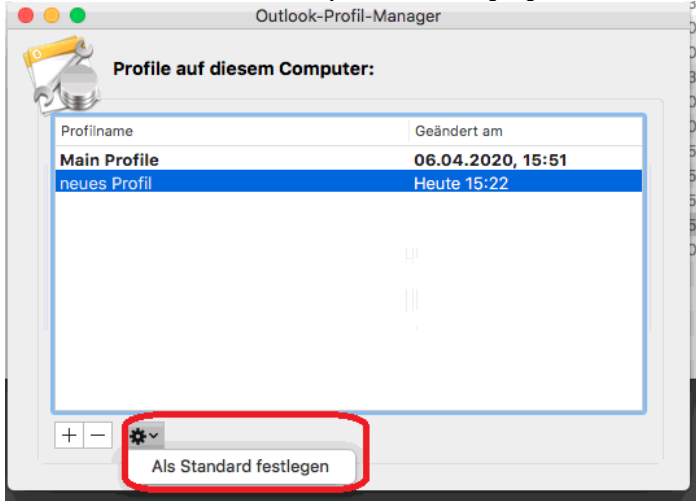 Outlook-Profil-Manager
Profile auf diesem Computer:
Profilname Geändert am
Main Profile 06.04.2020, 15:51
neues Profil Heute 15:22
Als Standard festlegen